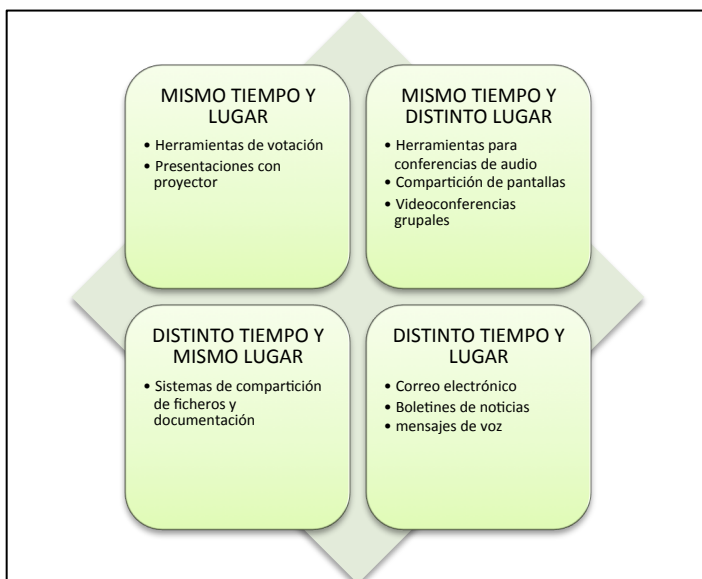 MISMO TIEMPO Y
LUGAR
• Herramientas de votación
• Presentaciones con
proyector
MISMO TIEMPO Y
DISTINTO LUGAR
• Herramientas para
conferencias de audio
• Compartición de pantallas
• Videoconferencias
grupales
DISTINTO TIEMPO Y
MISMO LUGAR
• Sistemas de compartición
de ficheros y
documentación
DISTINTO TIEMPO Y
LUGAR
• Correo electrónico
• Boletines de noticias
• mensajes de voz